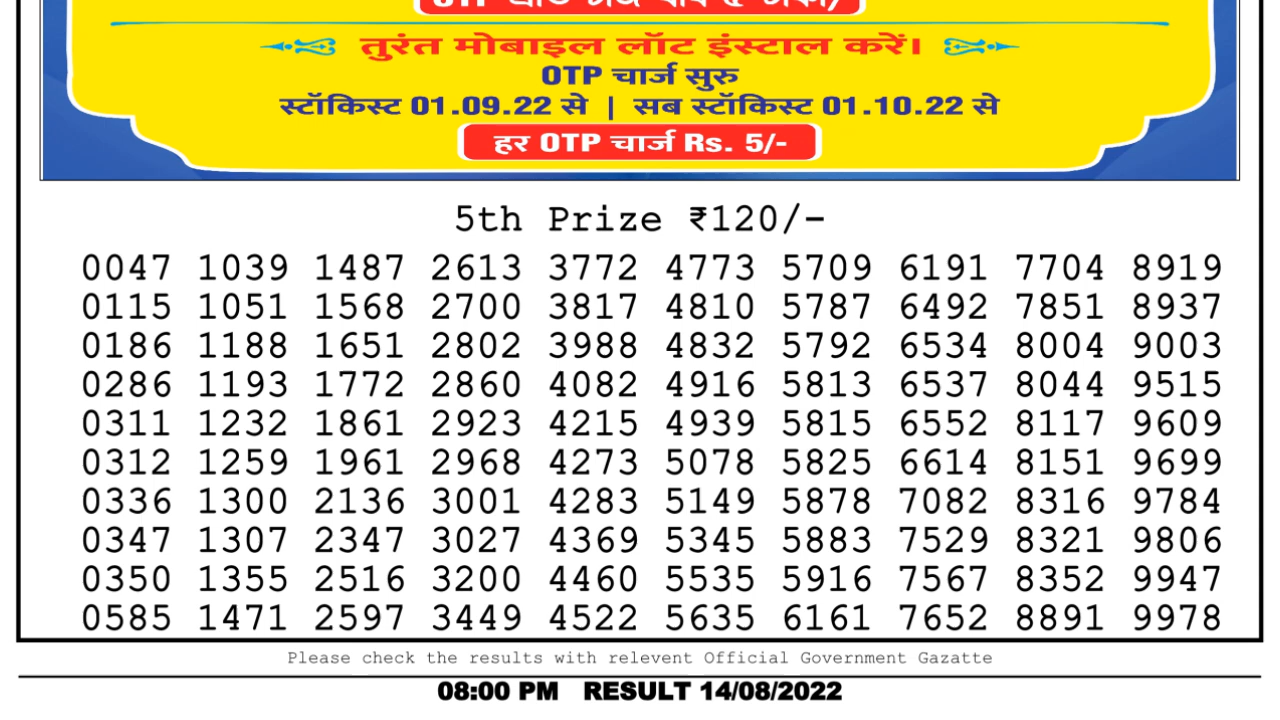 तुरंत मोबाइल लॉट इंस्टाल करें।
OTP चार्ज सुरु
स्टॉकिस्ट 01.09.22 से | सब स्टॉकिस्ट 01.10.22 से
हर OTP चार्ज Rs. 5/-
5th Prize ₹120/-
0047 1039 1487 2613 3772 4773 5709 6191 7704 8919
0115 1051 1568 2700 3817 4810 5787 6492 7851 8937
0186 1188 1651 2802 3988 4832 5792 6534 8004 9003
0286 1193 1772 2860 4082 4916 5813 6537 8044 9515
0311 1232 1861 2923 4215 4939 5815 6552 8117 9609
0312 1259 1961 2968 4273 5078 5825 6614 8151 9699
0336 1300 2136 3001 4283 5149 5878 7082 8316 9784
0347 1307 2347 3027 4369 5345 5883 7529 8321 9806
0350 1355 2516 3200 4460 5535 5916 7567 8352 9947
0585 1471 2597 3449 4522 5635 6161 7652 8891 9978
Please check the results with relevent Official Government Gazatte
08:00 PM RESULT 14/08/2022